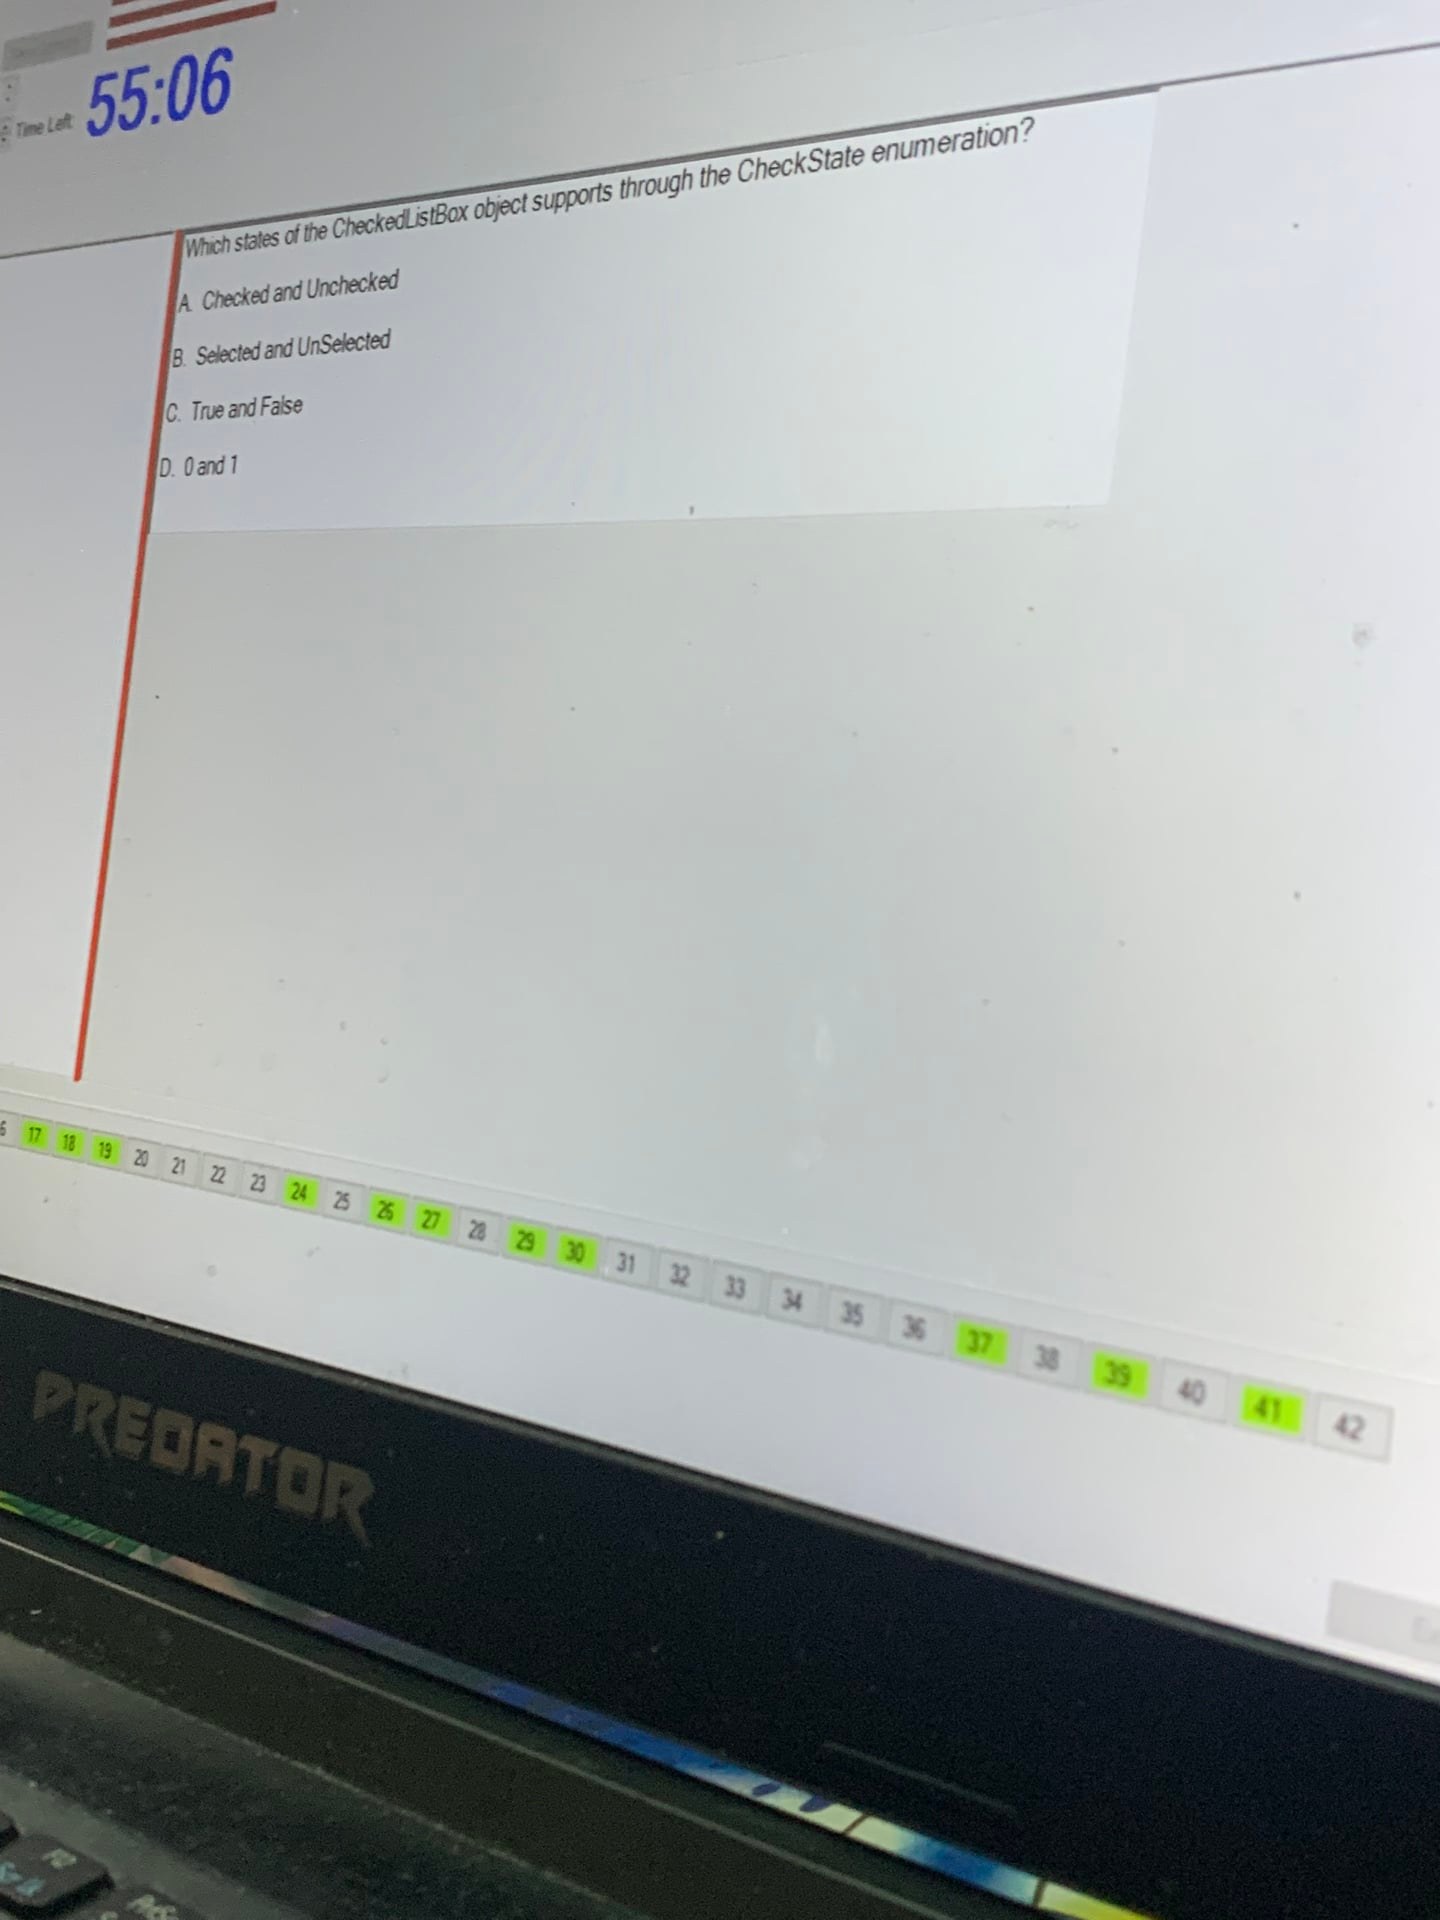 Time Left 55:06
Which states of the CheckedListBox object supports through the CheckState enumeration?
A. Checked and Unchecked
B. Selected and UnSelected
C. True and False
D. 0 and 1
17 18 19 20 21 22 23 24 25 26 27 28 29 30 31 32 33 34 35 36 37 38 39 40 41 42
PREDATOR